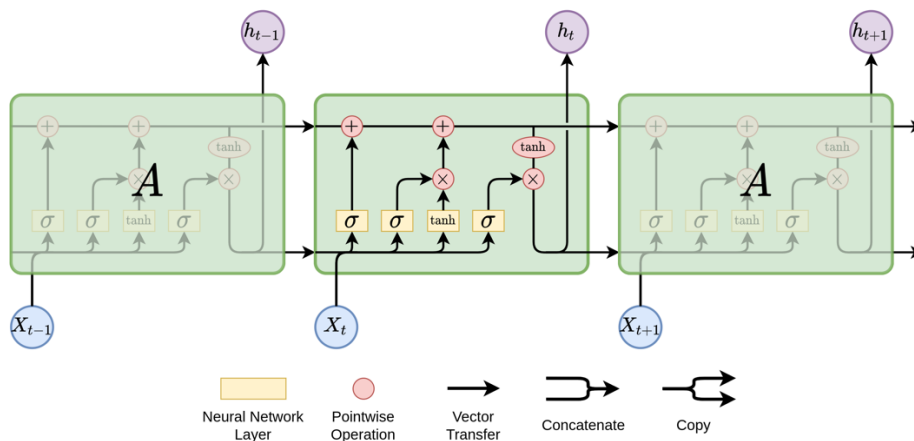 h_{t-1} h_t h_{t+1}
+ + + + + +
tanh tanh tanh
A A
× × × × × ×
σ σ tanh σ σ σ tanh σ σ σ tanh σ
X_{t-1} X_t X_{t+1}
Neural Network
Layer
Pointwise
Operation
Vector
Transfer
Concatenate
Copy